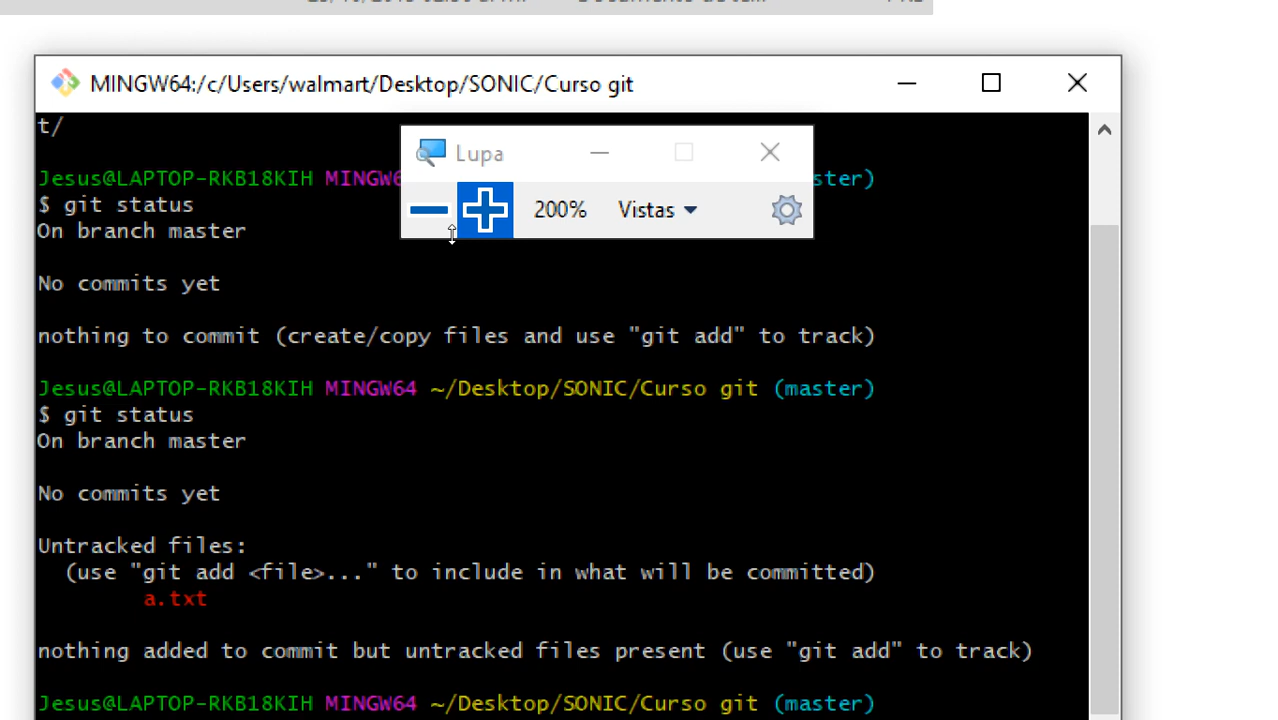 MINGW64:/c/Users/walmart/Desktop/SONIC/Curso git
t/
Lupa
200% Vistas
Jesus@LAPTOP-RKB18KIH MINGW6 ster)
$ git status
On branch master
No commits yet
nothing to commit (create/copy files and use "git add" to track)
Jesus@LAPTOP-RKB18KIH MINGW64 ~/Desktop/SONIC/Curso git (master)
$ git status
On branch master
No commits yet
Untracked files:
(use "git add <file>..." to include in what will be committed)
a.txt
nothing added to commit but untracked files present (use "git add" to track)
Jesus@LAPTOP-RKB18KIH MINGW64 ~/Desktop/SONIC/Curso git (master)